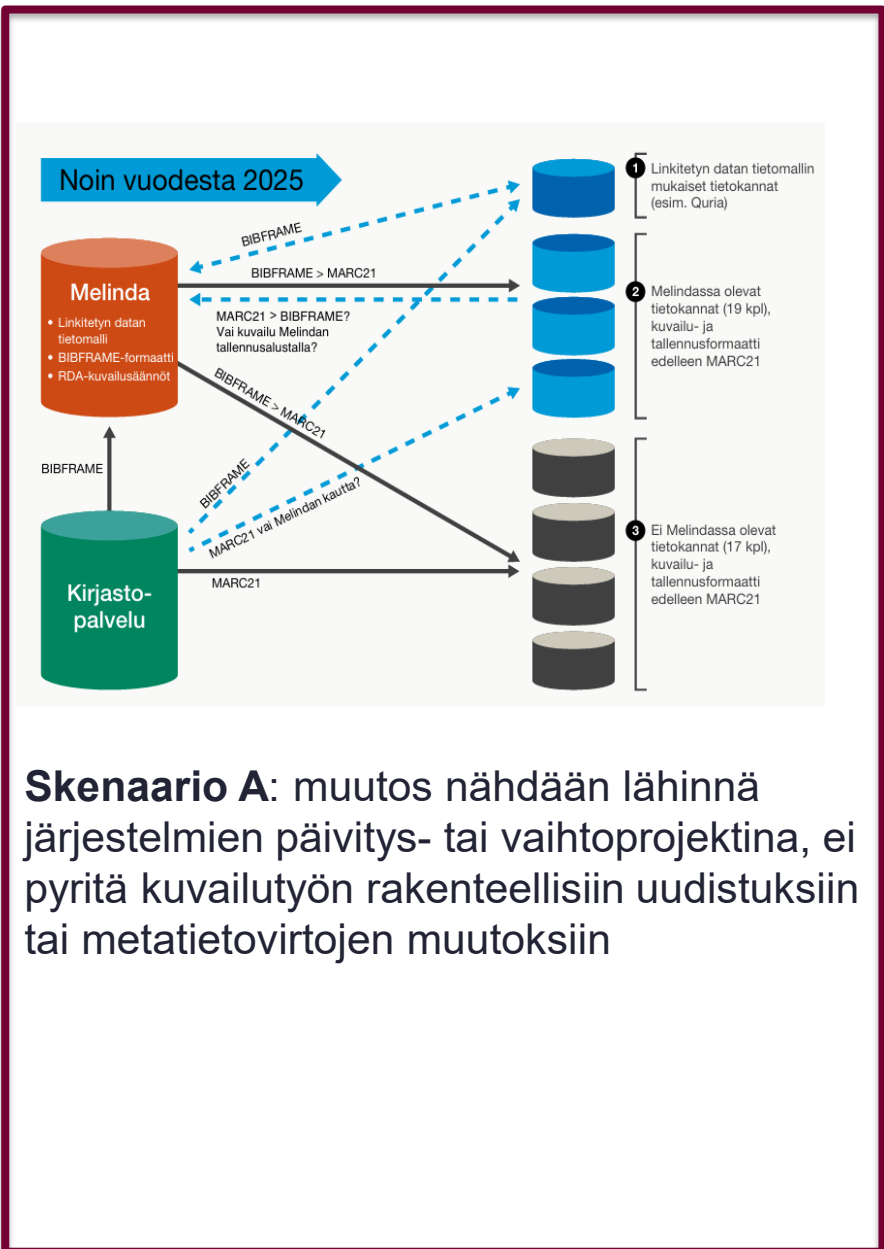 Noin vuodesta 2025
Melinda
• Linkitetyn datan
tietomalli
• BIBFRAME-formaatti
• RDA-kuvailusäännöt
BIBFRAME
Kirjasto-
palvelu
BIBFRAME
BIBFRAME > MARC21
MARC21 > BIBFRAME?
Vai kuvailu Melindan
tallennusalustalla?
BIBFRAME > MARC21
BIBFRAME
MARC21 vai Melindan kautta?
MARC21
1 Linkitetyn datan tietomallin
mukaiset tietokannat
(esim. Quria)
2 Melindassa olevat
tietokannat (19 kpl),
kuvailu- ja
tallennusformaatti
edelleen MARC21
3 Ei Melindassa olevat
tietokannat (17 kpl),
kuvailu- ja
tallennusformaatti
edelleen MARC21
Skenaario A: muutos nähdään lähinnä
järjestelmien päivitys- tai vaihtoprojektina, ei
pyritä kuvailutyön rakenteellisiin uudistuksiin
tai metatietovirtojen muutoksiin